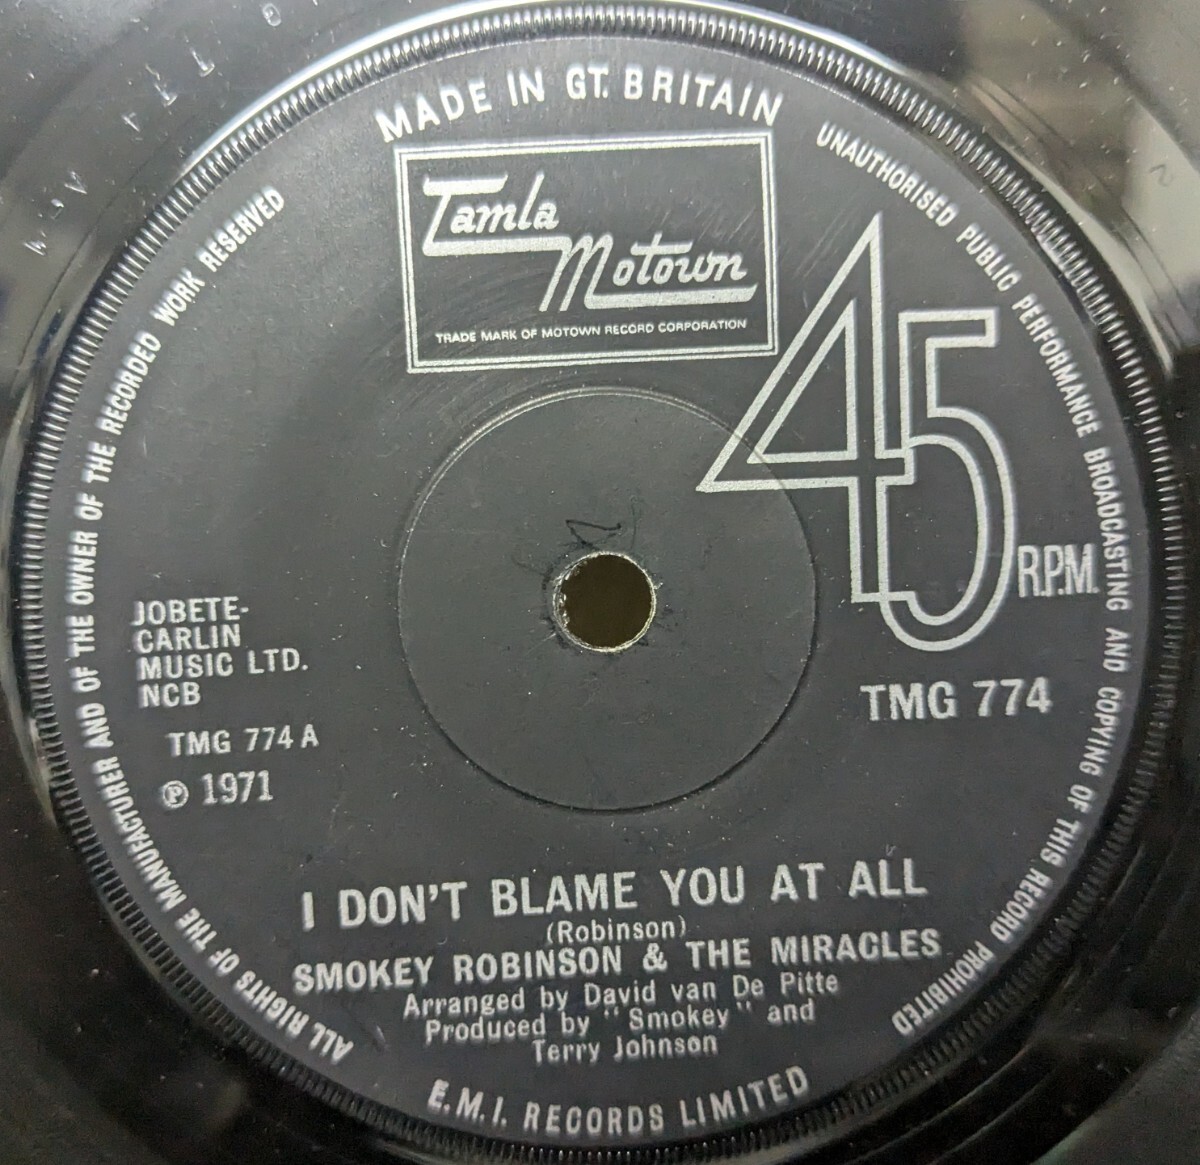 MADE IN GT. BRITAIN
Tamla
Motown
TRADE MARK OF MOTOWN RECORD CORPORATION
UNAUTHORISED PUBLIC PERFORMANCE BROADCASTING AND COPYING OF THIS RECORD PROHIBITED
ALL RIGHTS OF THE MANUFACTURER AND OF THE OWNER OF THE RECORDED WORK RESERVED
45
R.P.M.
JOBETE-
CARLIN
MUSIC LTD.
NCB
TMG 774
TMG 774 A
℗ 1971
I DON'T BLAME YOU AT ALL
(Robinson)
SMOKEY ROBINSON & THE MIRACLES
Arranged by David van De Pitte
Produced by "Smokey" and
Terry Johnson
E.M.I. RECORDS LIMITED